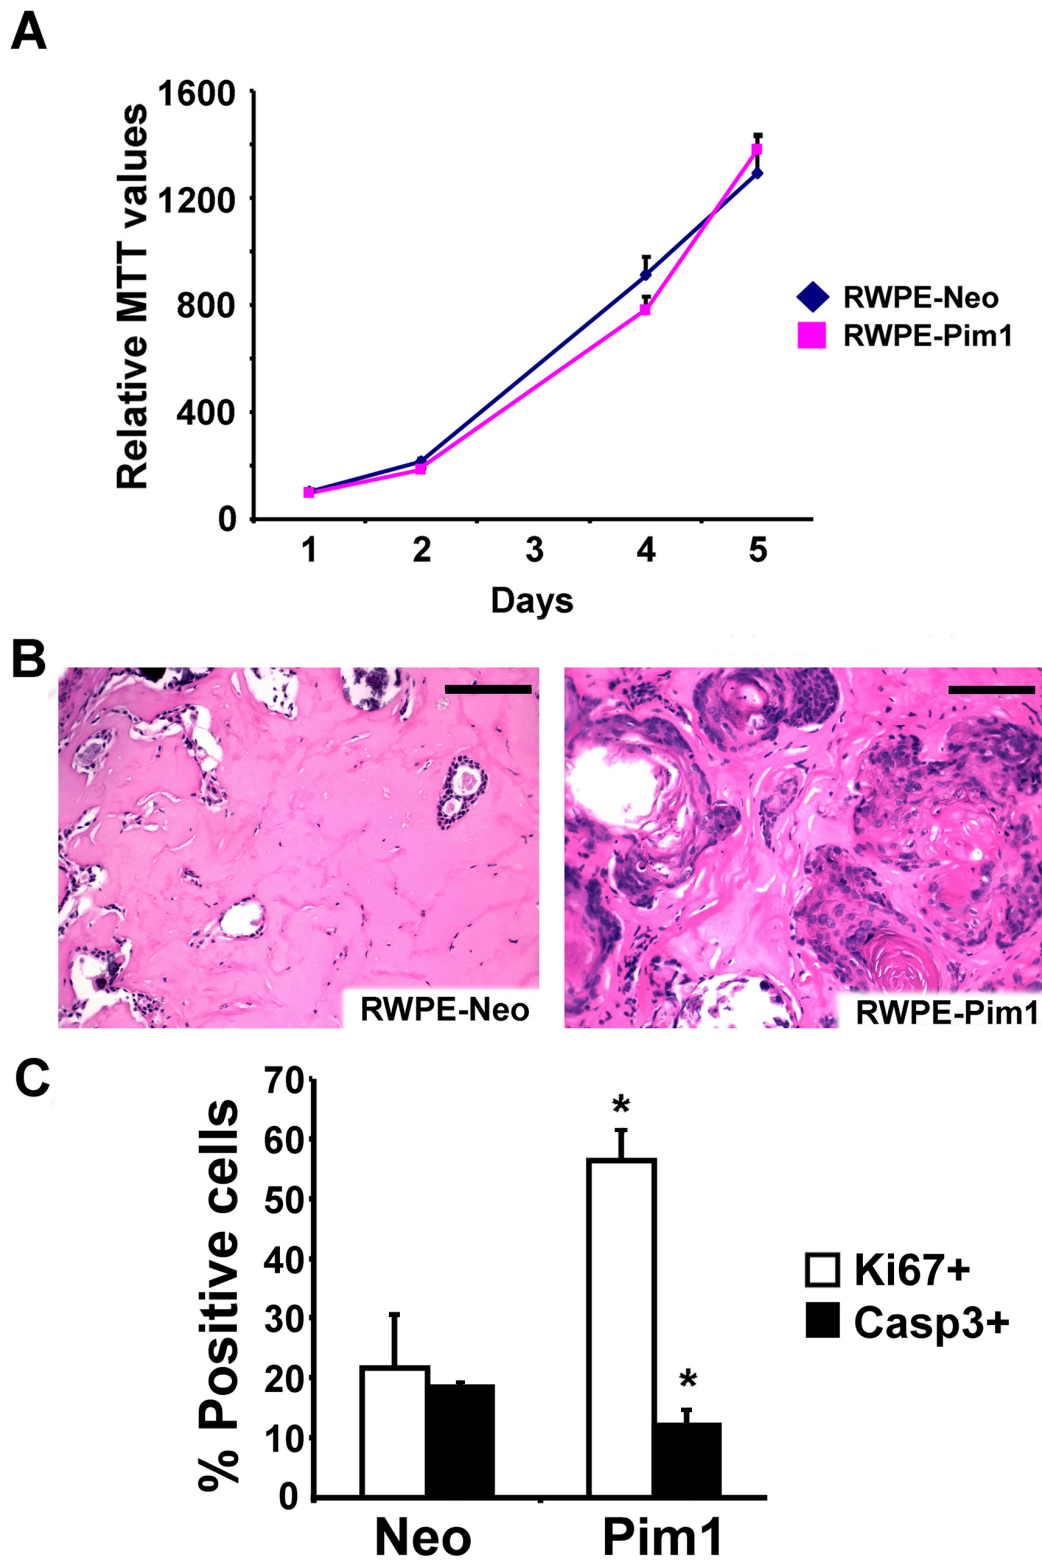 A
1600
1200
800
400
0
Relative MTT values
1 2 3 4 5
Days
RWPE-Neo
RWPE-Pim1
B
RWPE-Neo
RWPE-Pim1
C
70
60
50
40
30
20
10
0
% Positive cells
*
*
Neo Pim1
Ki67+
Casp3+